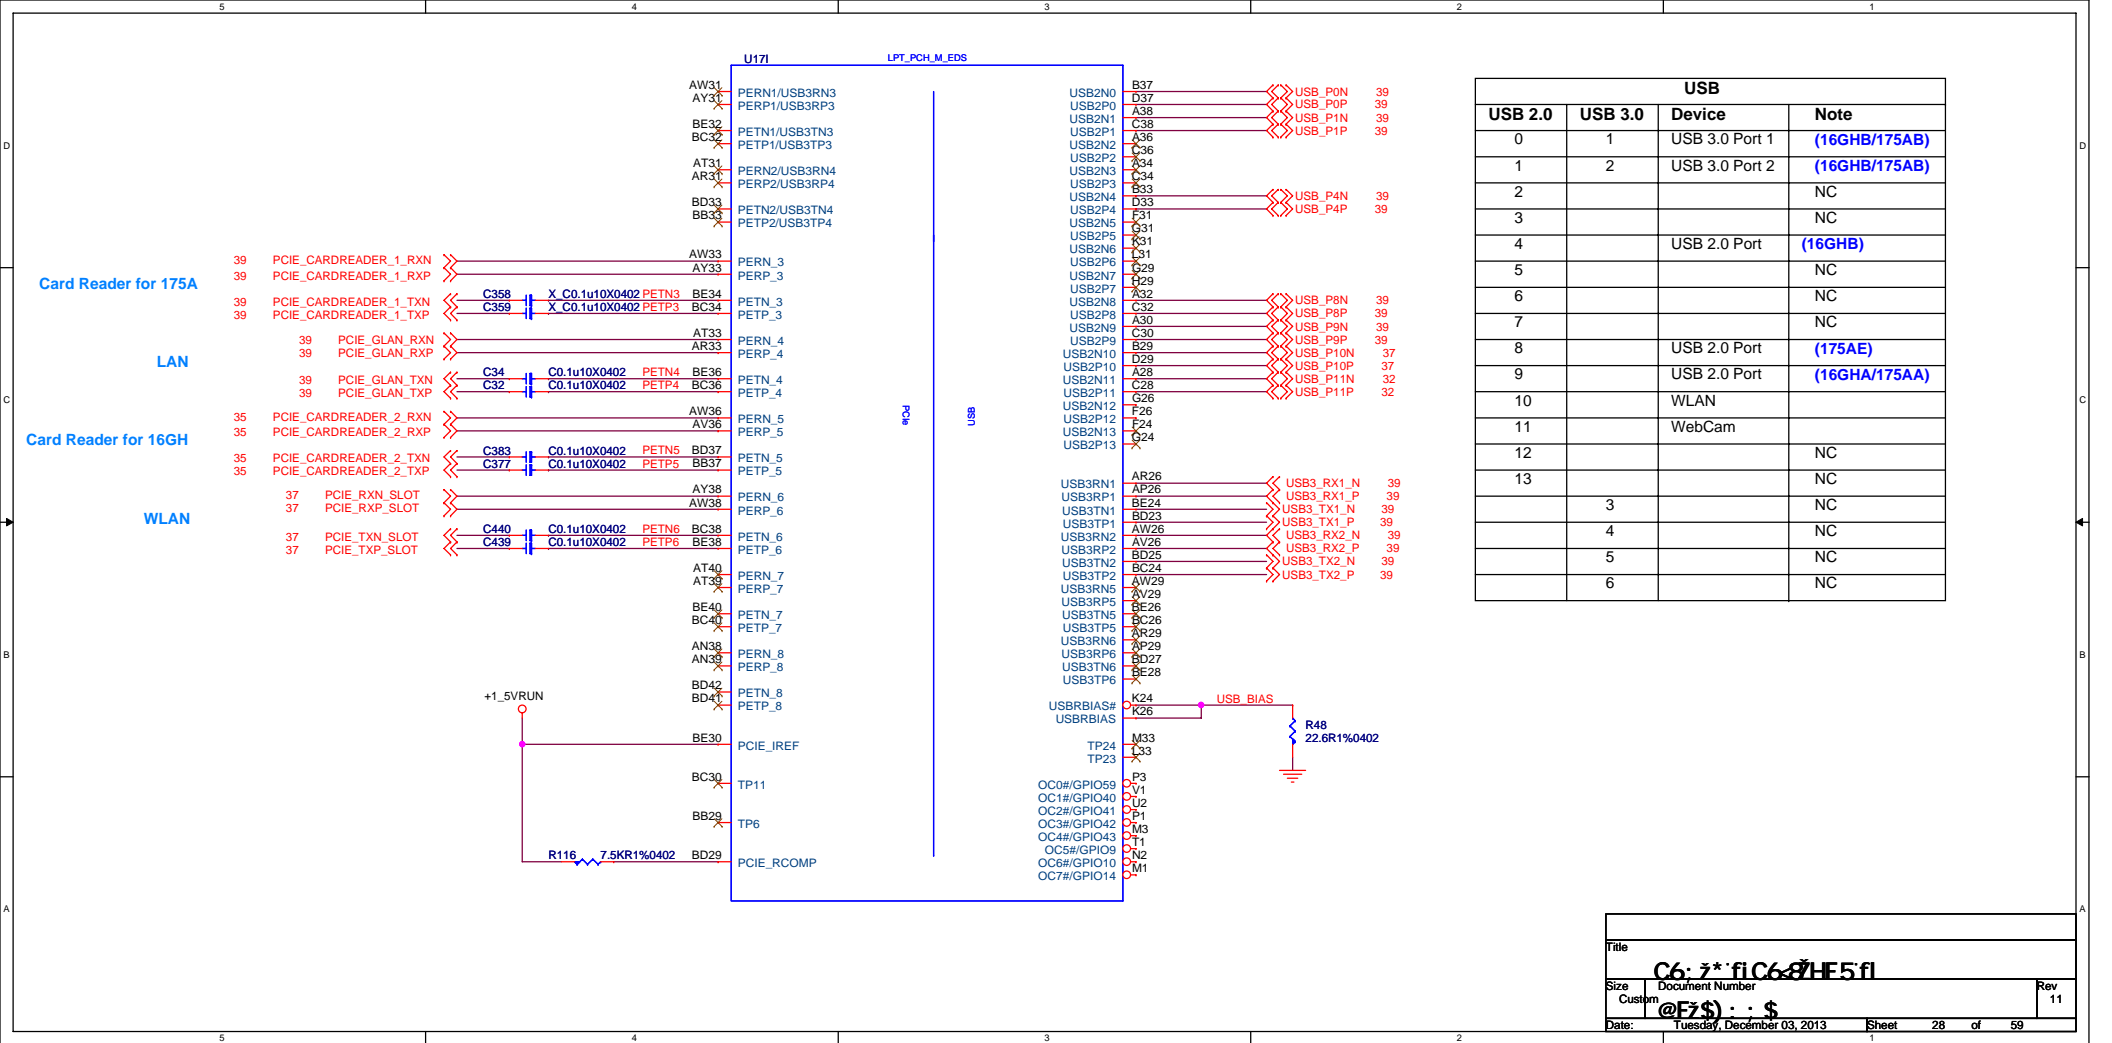 5 4 3 2 1
D
C
B
A
U17I
LPT_PCH_M_EDS
AW31 PERN1/USB3RN3
AY31 PERP1/USB3RP3
BE32 PETN1/USB3TN3
BC32 PETP1/USB3TP3
AT31 PERN2/USB3RN4
AR31 PERP2/USB3RP4
BD33 PETN2/USB3TN4
BB33 PETP2/USB3TP4
Card Reader for 175A
39 PCIE_CARDREADER_1_RXN AW33 PERN_3
39 PCIE_CARDREADER_1_RXP AY33 PERP_3
39 PCIE_CARDREADER_1_TXN C358 X_C0.1u10X0402 PETN3 BE34 PETN_3
39 PCIE_CARDREADER_1_TXP C359 X_C0.1u10X0402 PETP3 BC34 PETP_3
LAN
39 PCIE_GLAN_RXN AT33 PERN_4
39 PCIE_GLAN_RXP AR33 PERP_4
39 PCIE_GLAN_TXN C34 C0.1u10X0402 PETN4 BE36 PETN_4
39 PCIE_GLAN_TXP C32 C0.1u10X0402 PETP4 BC36 PETP_4
Card Reader for 16GH
35 PCIE_CARDREADER_2_RXN AW36 PERN_5
35 PCIE_CARDREADER_2_RXP AV36 PERP_5
35 PCIE_CARDREADER_2_TXN C383 C0.1u10X0402 PETN5 BD37 PETN_5
35 PCIE_CARDREADER_2_TXP C377 C0.1u10X0402 PETP5 BB37 PETP_5
WLAN
37 PCIE_RXN_SLOT AY38 PERN_6
37 PCIE_RXP_SLOT AW38 PERP_6
37 PCIE_TXN_SLOT C440 C0.1u10X0402 PETN6 BC38 PETN_6
37 PCIE_TXP_SLOT C439 C0.1u10X0402 PETP6 BE38 PETP_6
AT40 PERN_7
AT39 PERP_7
BE40 PETN_7
BC40 PETP_7
AN38 PERN_8
AN39 PERP_8
BD42 PETN_8
BD41 PETP_8
+1_5VRUN
BE30 PCIE_IREF
BC30 TP11
BB29 TP6
R116 7.5KR1%0402 BD29 PCIE_RCOMP
PCIe
USB
USB2N0 B37 USB_P0N 39
USB2P0 D37 USB_P0P 39
USB2N1 A38 USB_P1N 39
USB2P1 C38 USB_P1P 39
USB2N2 A36
USB2P2 C36
USB2N3 A34
USB2P3 C34
USB2N4 B33 USB_P4N 39
USB2P4 D33 USB_P4P 39
USB2N5 F31
USB2P5 G31
USB2N6 K31
USB2P6 L31
USB2N7 G29
USB2P7 H29
USB2N8 A32 USB_P8N 39
USB2P8 C32 USB_P8P 39
USB2N9 A30 USB_P9N 39
USB2P9 C30 USB_P9P 39
USB2N10 B29 USB_P10N 37
USB2P10 D29 USB_P10P 37
USB2N11 A28 USB_P11N 32
USB2P11 C28 USB_P11P 32
USB2N12 G26
USB2P12 F26
USB2N13 F24
USB2P13 G24
USB3RN1 AR26 USB3_RX1_N 39
USB3RP1 AP26 USB3_RX1_P 39
USB3TN1 BE24 USB3_TX1_N 39
USB3TP1 BD23 USB3_TX1_P 39
USB3RN2 AW26 USB3_RX2_N 39
USB3RP2 AV26 USB3_RX2_P 39
USB3TN2 BD25 USB3_TX2_N 39
USB3TP2 BC24 USB3_TX2_P 39
USB3RN5 AW29
USB3RP5 AV29
USB3TN5 BE26
USB3TP5 BC26
USB3RN6 AR29
USB3RP6 AP29
USB3TN6 BD27
USB3TP6 BE28
USBRBIAS# K24 USB_BIAS
USBRBIAS K26
R48
22.6R1%0402
TP24 M33
TP23 L33
OC0#/GPIO59 P3
OC1#/GPIO40 V1
OC2#/GPIO41 U2
OC3#/GPIO42 P1
OC4#/GPIO43 M3
OC5#/GPIO9 T1
OC6#/GPIO10 N2
OC7#/GPIO14 M1
USB
USB 2.0 USB 3.0 Device Note
0 1 USB 3.0 Port 1 (16GHB/175AB)
1 2 USB 3.0 Port 2 (16GHB/175AB)
2 NC
3 NC
4 USB 2.0 Port (16GHB)
5 NC
6 NC
7 NC
8 USB 2.0 Port (175AE)
9 USB 2.0 Port (16GHA/175AA)
10 WLAN
11 WebCam
12 NC
13 NC
3 NC
4 NC
5 NC
6 NC
Title
Size Document Number Rev
Custom 11
Date: Tuesday, December 03, 2013 Sheet 28 of 59
D
C
B
A
5 4 3 2 1